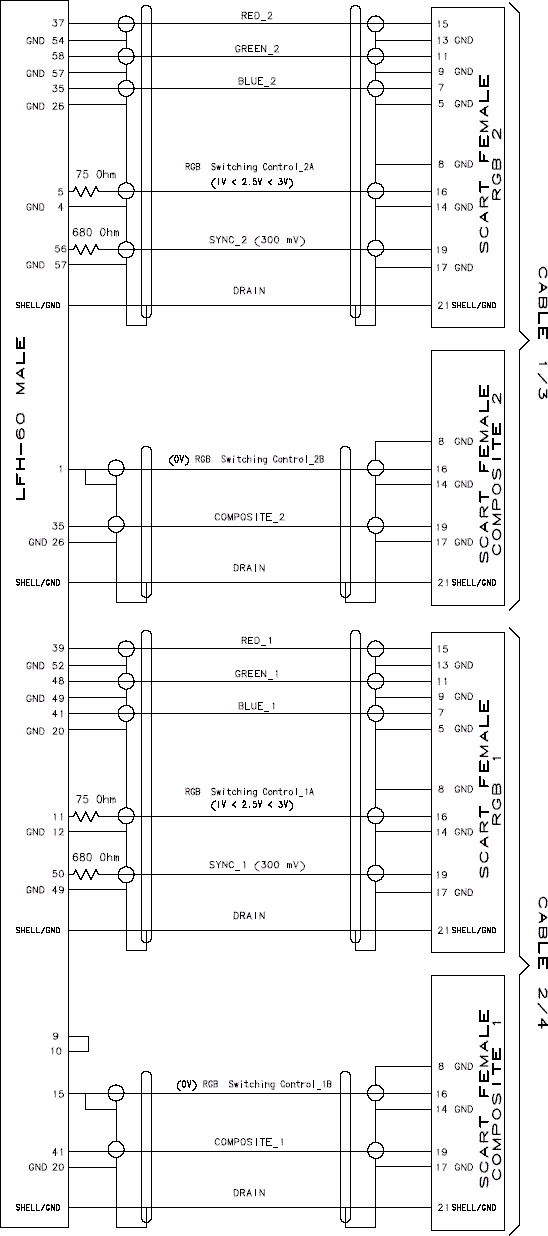 LFH-60 MALE
37 RED_2 15
GND 54 13 GND
58 GREEN_2 11
GND 57 9 GND
35 BLUE_2 7
GND 26 5 GND
8 GND
75 Ohm RGB Switching Control_2A
5 (1V < 2.5V < 3V) 16
GND 4 14 GND
680 Ohm SYNC_2 (300 mV)
56 19
GND 57 17 GND
DRAIN
SHELL/GND 21 SHELL/GND
SCART FEMALE
RGB 2
CABLE 1/3
8 GND
1 (0V) RGB Switching Control_2B 16
14 GND
35 COMPOSITE_2 19
GND 26 17 GND
DRAIN
SHELL/GND 21 SHELL/GND
SCART FEMALE
COMPOSITE 2
39 RED_1 15
GND 52 13 GND
48 GREEN_1 11
GND 49 9 GND
41 BLUE_1 7
GND 20 5 GND
8 GND
75 Ohm RGB Switching Control_1A
11 (1V < 2.5V < 3V) 16
GND 12 14 GND
680 Ohm SYNC_1 (300 mV)
50 19
GND 49 17 GND
DRAIN
SHELL/GND 21 SHELL/GND
SCART FEMALE
RGB 1
CABLE 2/4
9
10
8 GND
15 (0V) RGB Switching Control_1B 16
14 GND
41 COMPOSITE_1 19
GND 20 17 GND
DRAIN
SHELL/GND 21 SHELL/GND
SCART FEMALE
COMPOSITE 1